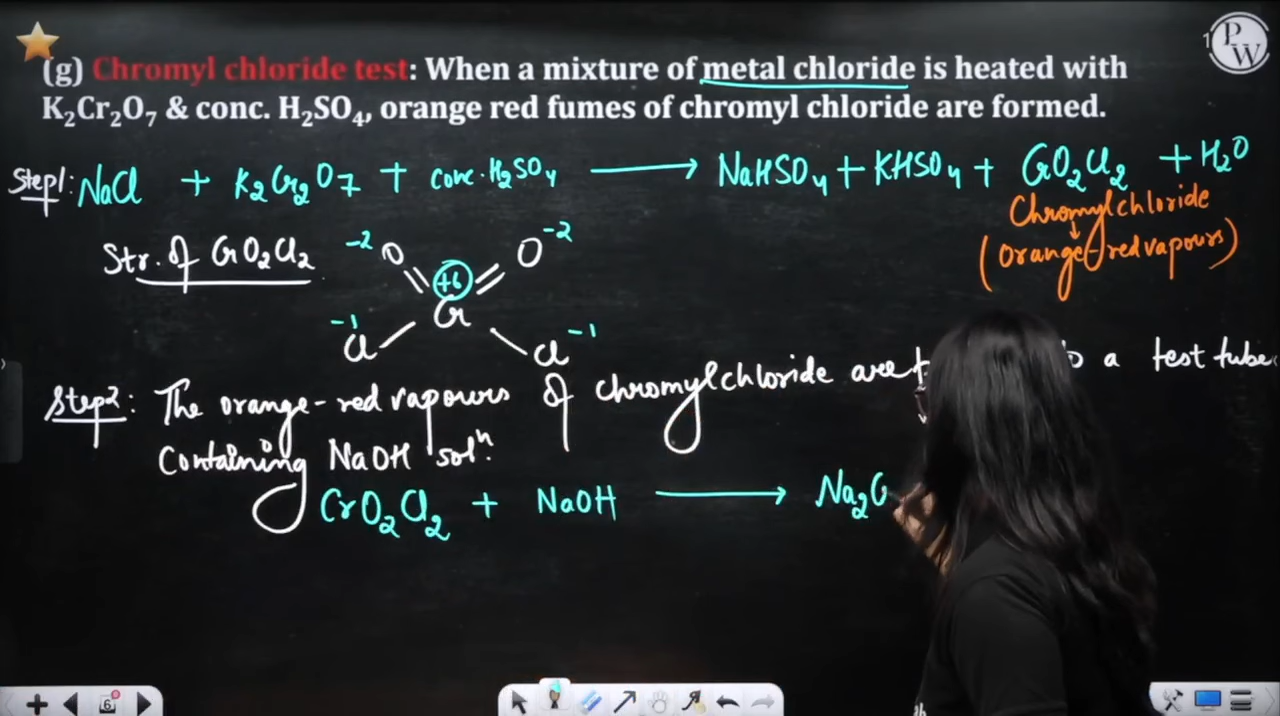 (g) Chromyl chloride test: When a mixture of metal chloride is heated with
K₂Cr₂O₇ & conc. H₂SO₄, orange red fumes of chromyl chloride are formed.
Step1: NaCl + K₂Cr₂O₇ + conc. H₂SO₄ ⟶ NaHSO₄ + KHSO₄ + CrO₂Cl₂ + H₂O
Chromylchloride
(Orange-red vapours)
Str. of CrO₂Cl₂
-2 O O -2
+6
Cr
-1 -1
Cl Cl
Step2: The orange-red vapours of chromylchloride are a test tube
containing NaOH solⁿ.
CrO₂Cl₂ + NaOH ⟶ Na₂C
PW
6